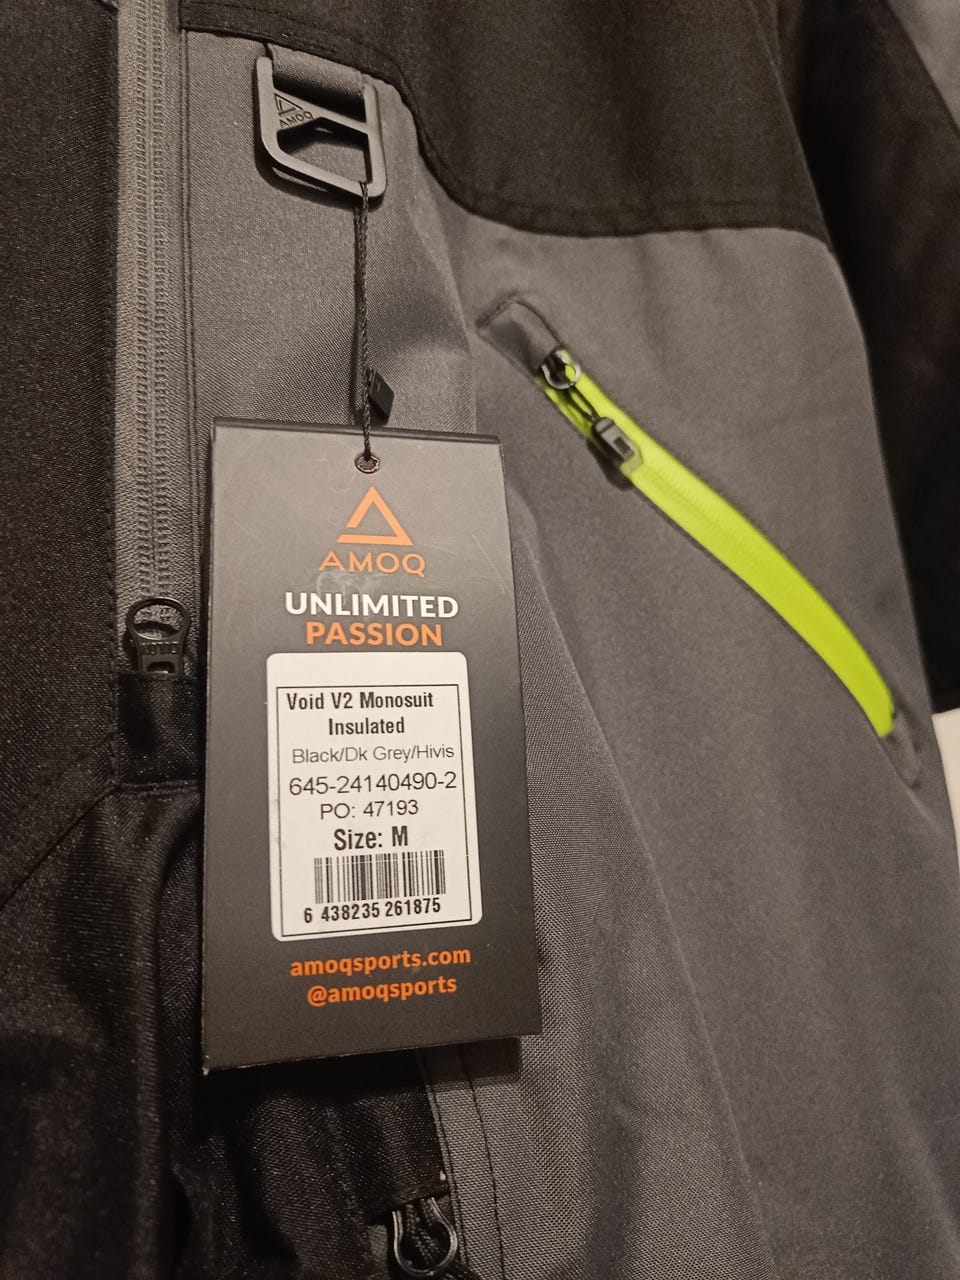 AMOQ
AMOQ
UNLIMITED
PASSION
Void V2 Monosuit
Insulated
Black/Dk Grey/Hivis
645-24140490-2
PO: 47193
Size: M
6 438235 261875
amoqsports.com
@amoqsports